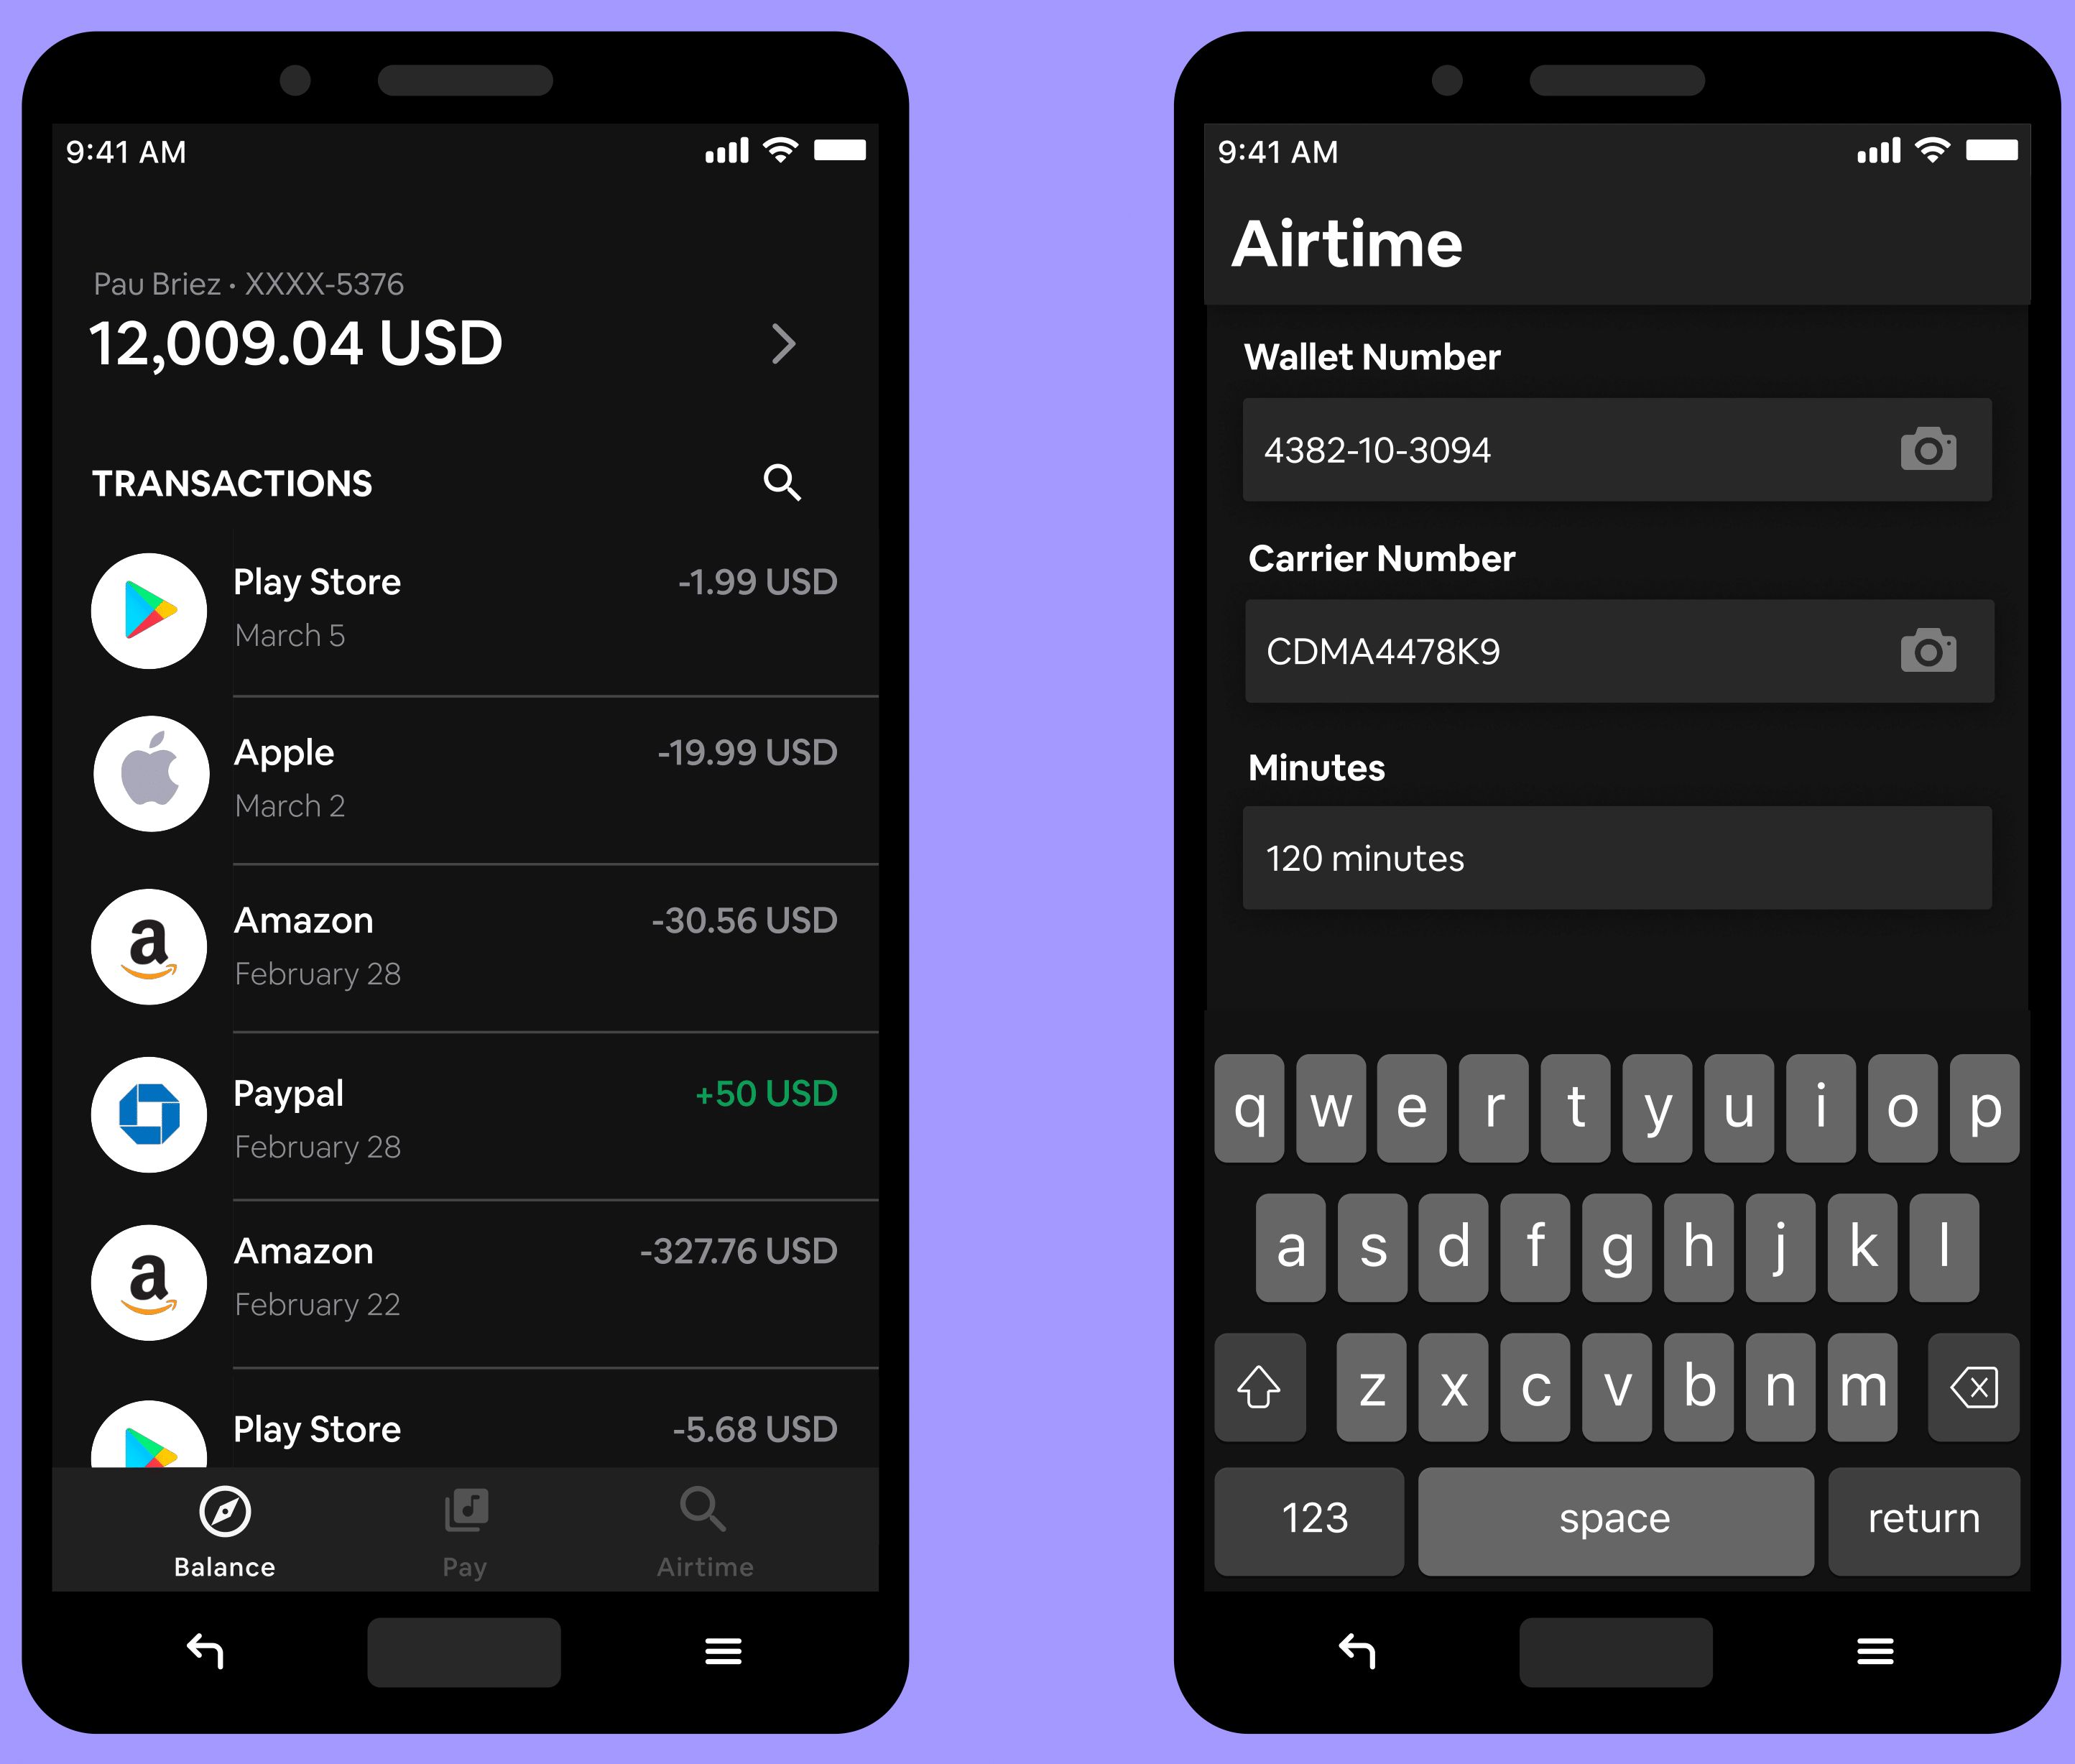 9:41 AM
Pau Briez • XXXX-5376
12,009.04 USD
TRANSACTIONS
Play Store -1.99 USD
March 5
Apple -19.99 USD
March 2
a
Amazon -30.56 USD
February 28
Paypal +50 USD
February 28
a
Amazon -327.76 USD
February 22
Play Store -5.68 USD
Balance Pay Airtime
9:41 AM
Airtime
Wallet Number
4382-10-3094
Carrier Number
CDMA4478K9
Minutes
120 minutes
q w e r t y u i o p
a s d f g h j k l
z x c v b n m
123 space return